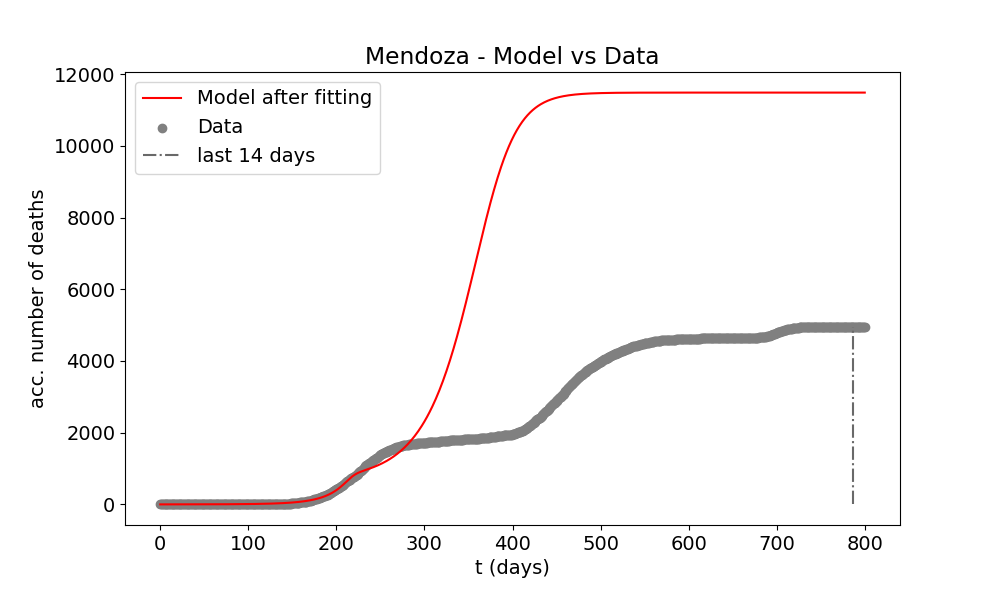 Mendoza - Model vs Data
12000
10000
8000
6000
4000
2000
0
acc. number of deaths
Model after fitting
Data
last 14 days
0 100 200 300 400 500 600 700 800
t (days)